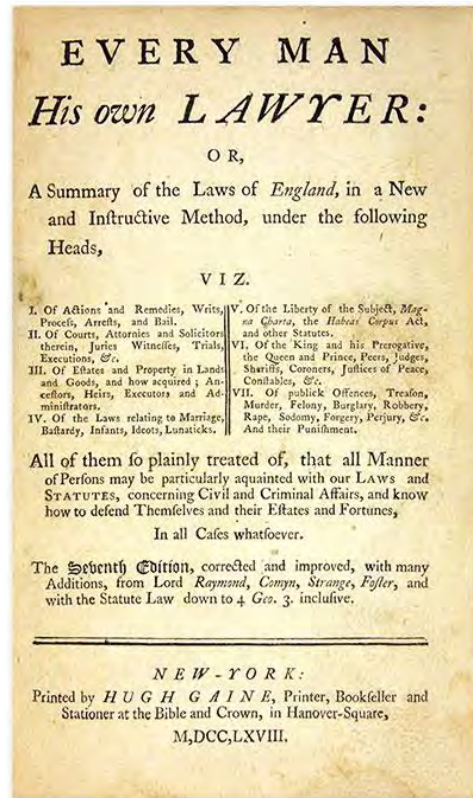 EVERY MAN
His own LAWYER:
OR,
A Summary of the Laws of England, in a New
and Inſtructive Method, under the following
Heads,
VIZ.
I. Of Actions and Remedies, Writs,
Proceſs, Arreſts, and Bail.
II. Of Courts, Attornies and Solicitors
therein, Juries Witneſſes, Trials,
Executions, &c.
III. Of Eſtates and Property in Lands
and Goods, and how acquired; An-
ceſtors, Heirs, Executors and Ad-
miniſtrators.
IV. Of the Laws relating to Marriage,
Baſtardy, Infants, Ideots, Lunaticks.
V. Of the Liberty of the Subject, Mag-
na Charta, the Habeas Corpus Act,
and other Statutes.
VI. Of the King and his Prerogative,
the Queen and Prince, Peers, Judges,
Sheriffs, Coroners, Juſtices of Peace,
Conſtables, &c.
VII. Of publick Offences, Treaſon,
Murder, Felony, Burglary, Robbery,
Rape, Sodomy, Forgery, Perjury, &c.
And their Puniſhment.
All of them ſo plainly treated of, that all Manner
of Perſons may be particularly aquainted with our LAWS and
STATUTES, concerning Civil and Criminal Affairs, and know
how to defend Themſelves and their Eſtates and Fortunes,
In all Caſes whatſoever.
The Seventh Edition, corrected and improved, with many
Additions, from Lord Raymond, Comyn, Strange, Foſter, and
with the Statute Law down to 4 Geo. 3. incluſive.
NEW-YORK:
Printed by HUGH GAINE, Printer, Bookſeller and
Stationer at the Bible and Crown, in Hanover-Square,
M,DCC,LXVIII.